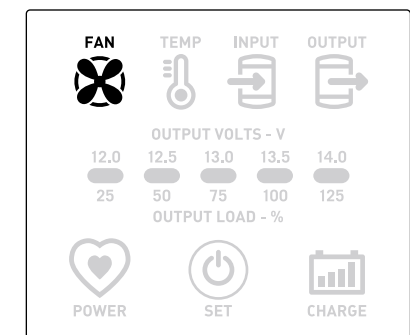 FAN TEMP INPUT OUTPUT
OUTPUT VOLTS - V
12.0 12.5 13.0 13.5 14.0
25 50 75 100 125
OUTPUT LOAD - %
POWER SET CHARGE